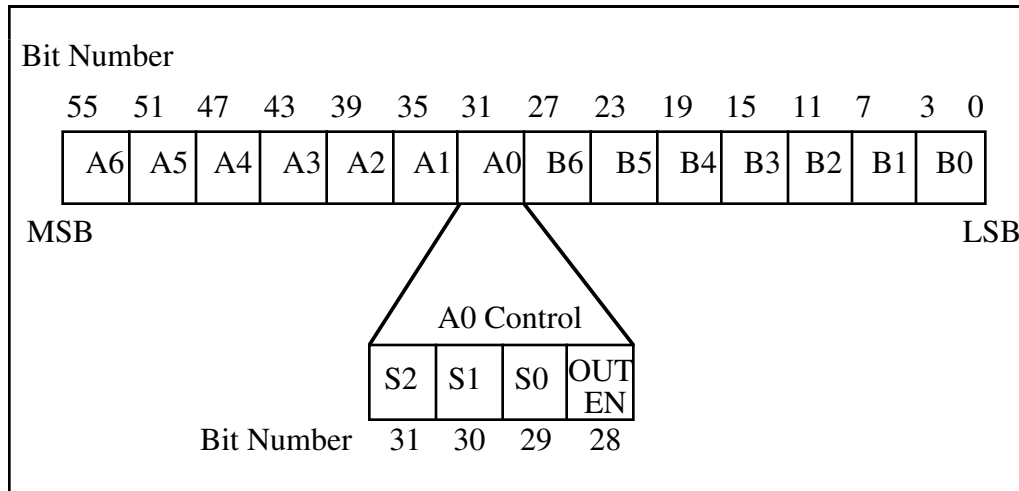 Bit Number
55 51 47 43 39 35 31 27 23 19 15 11 7 3 0
A6 A5 A4 A3 A2 A1 A0 B6 B5 B4 B3 B2 B1 B0
MSB LSB
A0 Control
S2 S1 S0 OUT EN
Bit Number 31 30 29 28